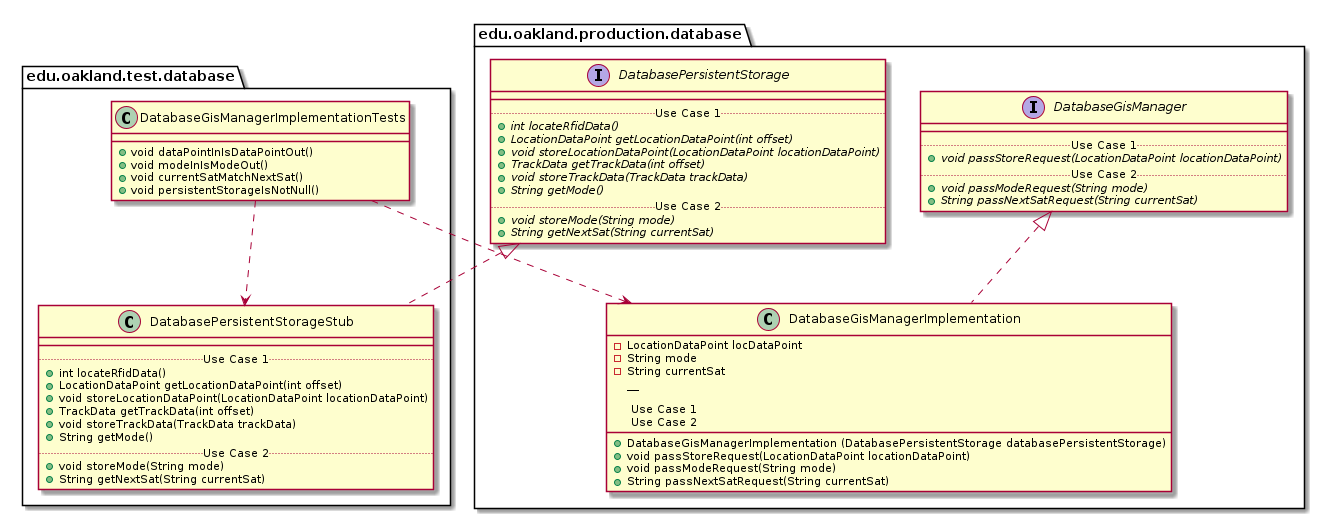 edu.oakland.test.database
C DatabaseGisManagerImplementationTests
void dataPointInIsDataPointOut()
void modeInIsModeOut()
void currentSatMatchNextSat()
void persistentStorageIsNotNull()
C DatabasePersistentStorageStub
Use Case 1
int locateRfidData()
LocationDataPoint getLocationDataPoint(int offset)
void storeLocationDataPoint(LocationDataPoint locationDataPoint)
TrackData getTrackData(int offset)
void storeTrackData(TrackData trackData)
String getMode()
Use Case 2
void storeMode(String mode)
String getNextSat(String currentSat)
edu.oakland.production.database
I DatabasePersistentStorage
Use Case 1
int locateRfidData()
LocationDataPoint getLocationDataPoint(int offset)
void storeLocationDataPoint(LocationDataPoint locationDataPoint)
TrackData getTrackData(int offset)
void storeTrackData(TrackData trackData)
String getMode()
Use Case 2
void storeMode(String mode)
String getNextSat(String currentSat)
I DatabaseGisManager
Use Case 1
void passStoreRequest(LocationDataPoint locationDataPoint)
Use Case 2
void passModeRequest(String mode)
String passNextSatRequest(String currentSat)
C DatabaseGisManagerImplementation
LocationDataPoint locDataPoint
String mode
String currentSat
__
Use Case 1
Use Case 2
DatabaseGisManagerImplementation (DatabasePersistentStorage databasePersistentStorage)
void passStoreRequest(LocationDataPoint locationDataPoint)
void passModeRequest(String mode)
String passNextSatRequest(String currentSat)